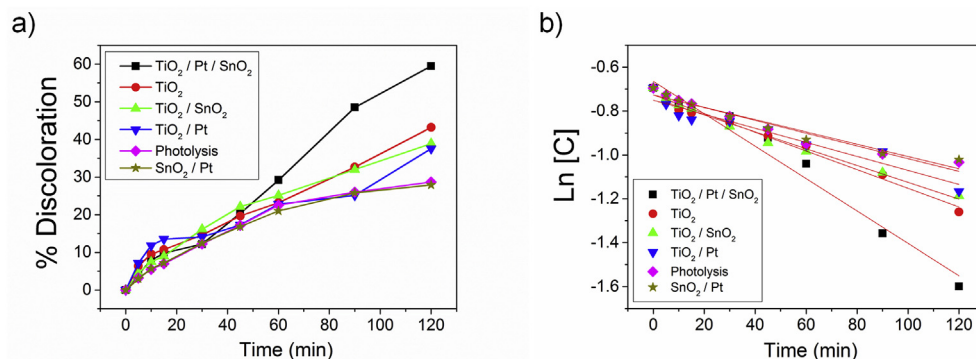 a)
% Discoloration
60
50
40
30
20
10
0
TiO2 / Pt / SnO2
TiO2
TiO2 / SnO2
TiO2 / Pt
Photolysis
SnO2 / Pt
0 20 40 60 80 100 120
Time (min)
b)
Ln [C]
-0.6
-0.8
-1.0
-1.2
-1.4
-1.6
TiO2 / Pt / SnO2
TiO2
TiO2 / SnO2
TiO2 / Pt
Photolysis
SnO2 / Pt
0 20 40 60 80 100 120
Time (min)